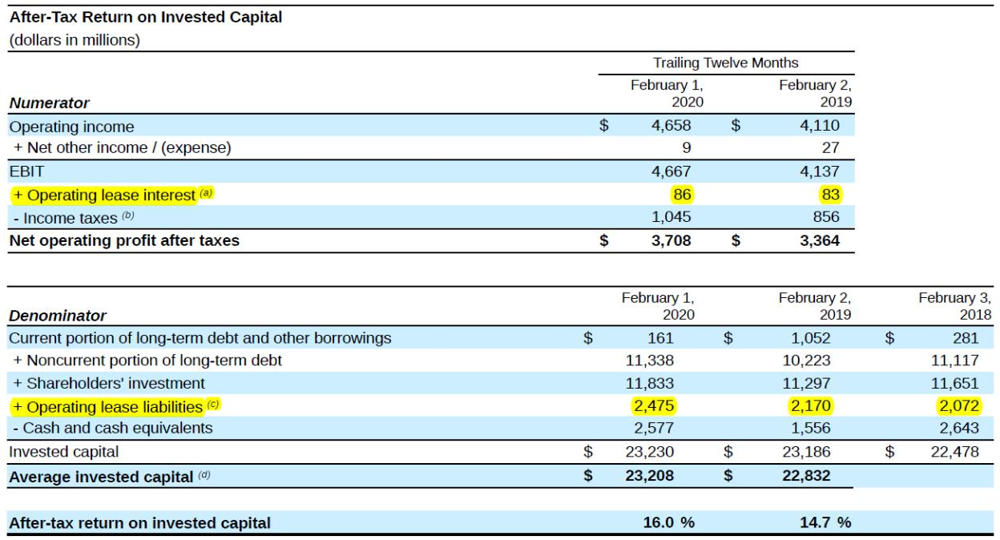 After-Tax Return on Invested Capital
(dollars in millions)
Trailing Twelve Months
February 1, February 2,
Numerator 2020 2019
Operating income $ 4,658 $ 4,110
+ Net other income / (expense) 9 27
EBIT 4,667 4,137
+ Operating lease interest (a) 86 83
- Income taxes (b) 1,045 856
Net operating profit after taxes $ 3,708 $ 3,364
February 1, February 2, February 3,
Denominator 2020 2019 2018
Current portion of long-term debt and other borrowings $ 161 $ 1,052 $ 281
+ Noncurrent portion of long-term debt 11,338 10,223 11,117
+ Shareholders' investment 11,833 11,297 11,651
+ Operating lease liabilities (c) 2,475 2,170 2,072
- Cash and cash equivalents 2,577 1,556 2,643
Invested capital $ 23,230 $ 23,186 $ 22,478
Average invested capital (d) $ 23,208 $ 22,832
After-tax return on invested capital 16.0 % 14.7 %